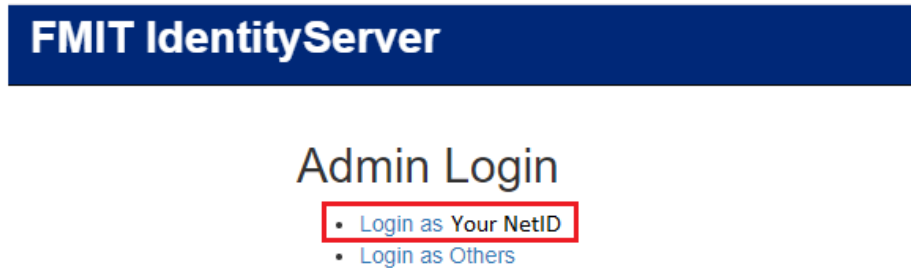 FMIT IdentityServer
Admin Login
• Login as Your NetID
• Login as Others